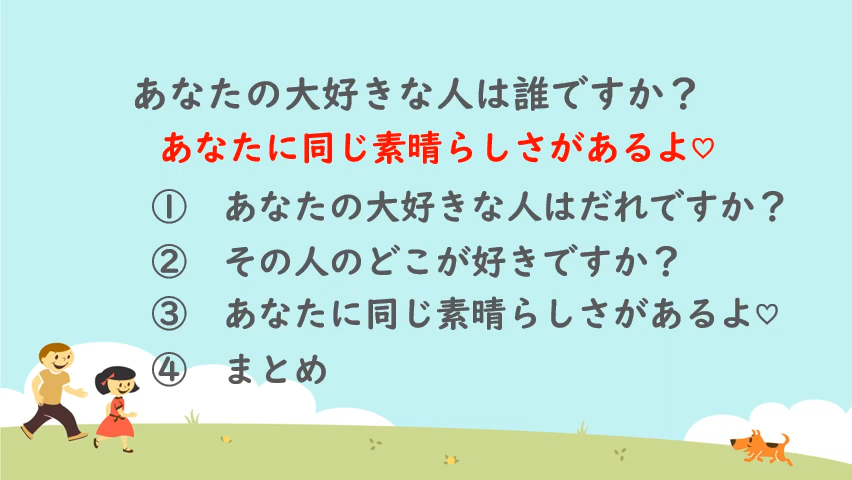 あなたの大好きな人は誰ですか？
あなたに同じ素晴らしさがあるよ♡
①　あなたの大好きな人はだれですか？
②　その人のどこが好きですか？
③　あなたに同じ素晴らしさがあるよ♡
④　まとめ